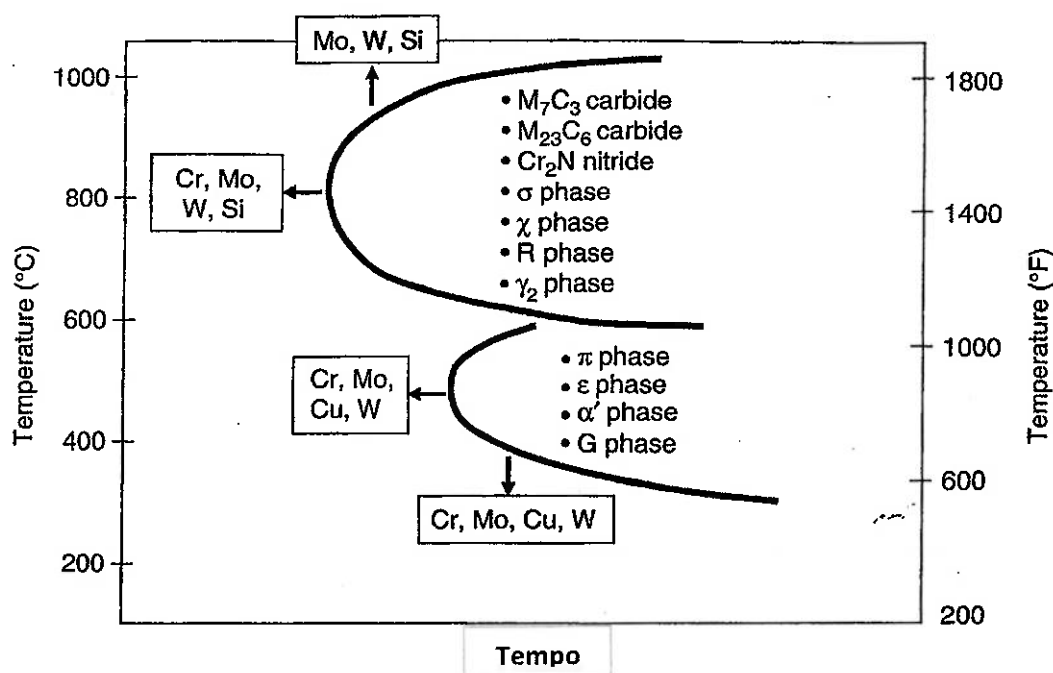 Mo, W, Si
1000
1800
• M₇C₃ carbide
• M₂₃C₆ carbide
• Cr₂N nitride
• σ phase
• χ phase
• R phase
• γ₂ phase
Cr, Mo,
W, Si
800
1400
Temperature (°C)
Temperature (°F)
600
1000
• π phase
• ε phase
• α′ phase
• G phase
Cr, Mo,
Cu, W
400
600
Cr, Mo, Cu, W
200
200
Tempo